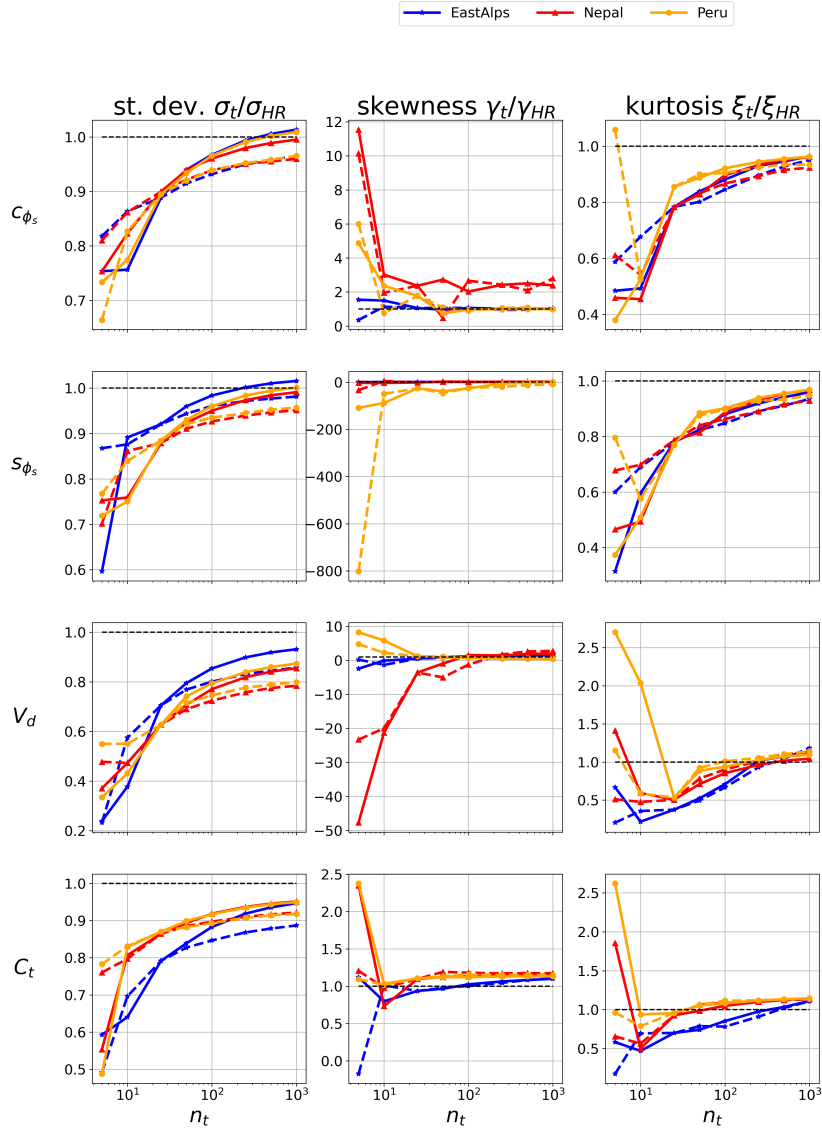 EastAlps Nepal Peru
st. dev. σt/σHR skewness γt/γHR kurtosis ξt/ξHR
cϕs
1.0 0.9 0.8 0.7
12 10 8 6 4 2 0
1.0 0.8 0.6 0.4
sϕs
1.0 0.9 0.8 0.7 0.6
0 −200 −400 −600 −800
1.0 0.8 0.6 0.4
Vd
1.0 0.8 0.6 0.4 0.2
10 0 −10 −20 −30 −40 −50
2.5 2.0 1.5 1.0 0.5
Ct
1.0 0.9 0.8 0.7 0.6 0.5
2.5 2.0 1.5 1.0 0.5 0.0
2.5 2.0 1.5 1.0 0.5
10¹ 10² 10³ 10¹ 10² 10³ 10¹ 10² 10³
nt nt nt